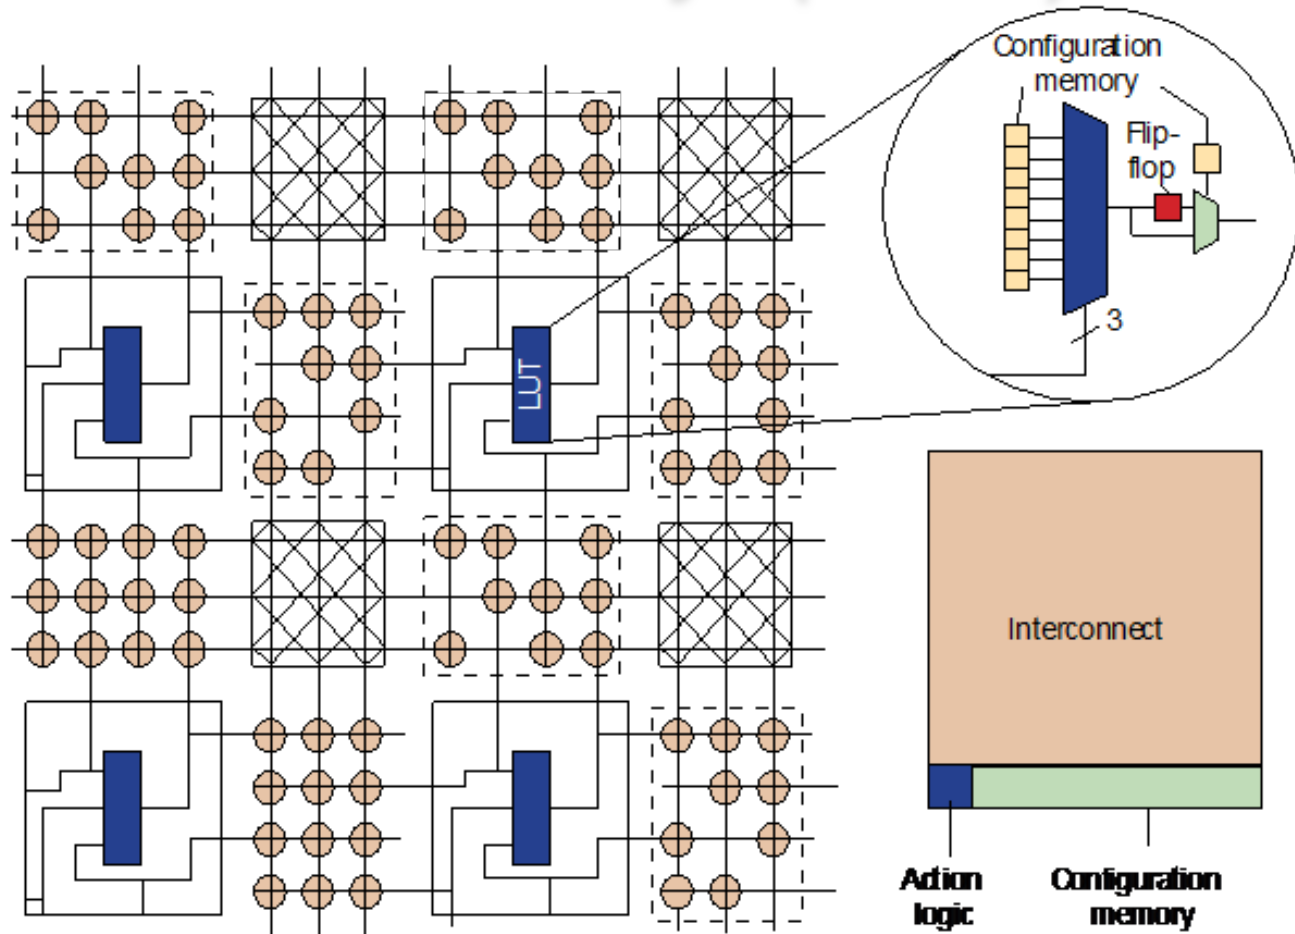 Configuration
memory
Flip-
flop
3
LUT
Interconnect
Action
logic
Configuration
memory